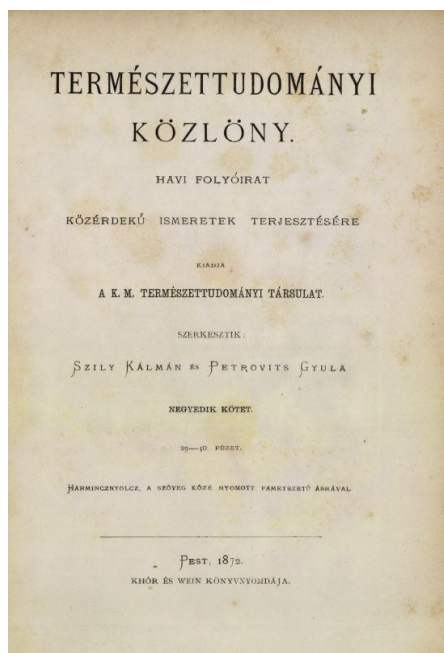 TERMÉSZETTUDOMÁNYI
KÖZLÖNY.
HAVI FOLYÓIRAT
KÖZÉRDEKŰ ISMERETEK TERJESZTÉSÉRE
KIADJA
A K. M. TERMÉSZETTUDOMÁNYI TÁRSULAT.
SZERKESZTIK:
SZILY KÁLMÁN ÉS PETROVITS GYULA
NEGYEDIK KÖTET.
FÜZET.
HARMINCZNYOLCZ, A SZÖVEG KÖZÉ NYOMOTT FAMETSZETŰ ÁBRÁVAL
PEST, 1872.
KHÓR ÉS WEIN KÖNYVNYOMDÁJA.